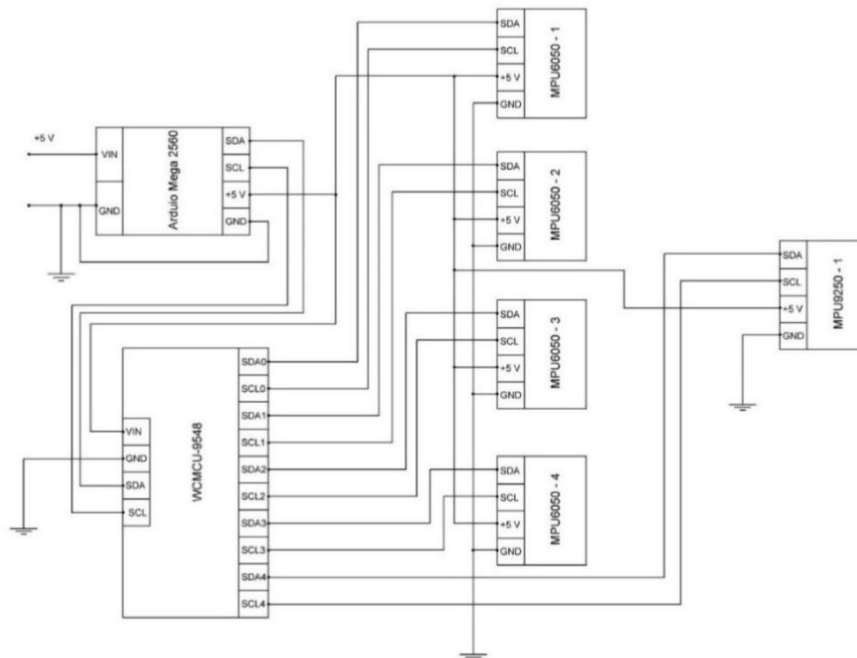 SDA
SCL
+5 V
GND
MPU6050 - 1
+5 V
VIN
GND
Arduio Mega 2560
SDA
SCL
+5 V
GND
SDA
SCL
+5 V
GND
MPU6050 - 2
SDA
SCL
+5 V
GND
MPU9250 - 1
SDA
SCL
+5 V
GND
MPU6050 - 3
VIN
GND
SDA
SCL
WCMCU-9548
SDA0
SCL0
SDA1
SCL1
SDA2
SCL2
SDA3
SCL3
SDA4
SCL4
SDA
SCL
+5 V
GND
MPU6050 - 4